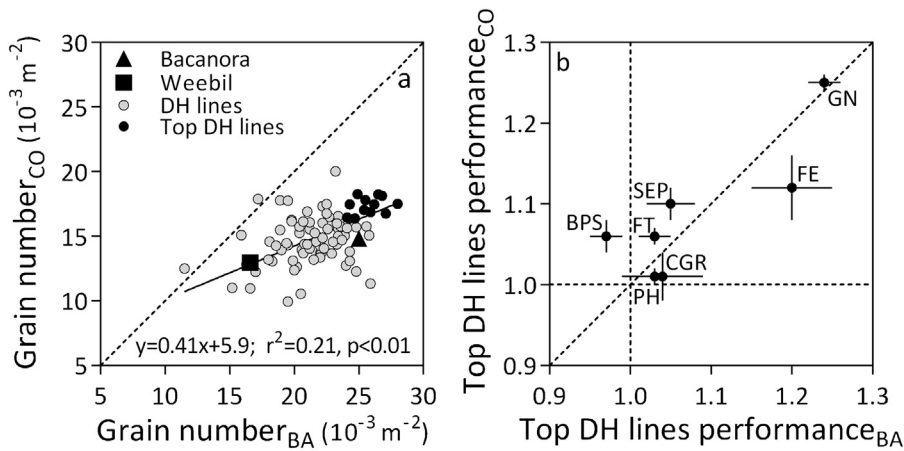 Grain number_CO (10⁻³ m⁻²)
30
25
20
15
10
5
Bacanora
Weebil
DH lines
Top DH lines
a
y=0.41x+5.9; r²=0.21, p<0.01
5 10 15 20 25 30
Grain number_BA (10⁻³ m⁻²)
Top DH lines performance_CO
1.3
1.2
1.1
1.0
0.9
b
GN
FE
SEP
BPS FT
CGR
PH
0.9 1.0 1.1 1.2 1.3
Top DH lines performance_BA